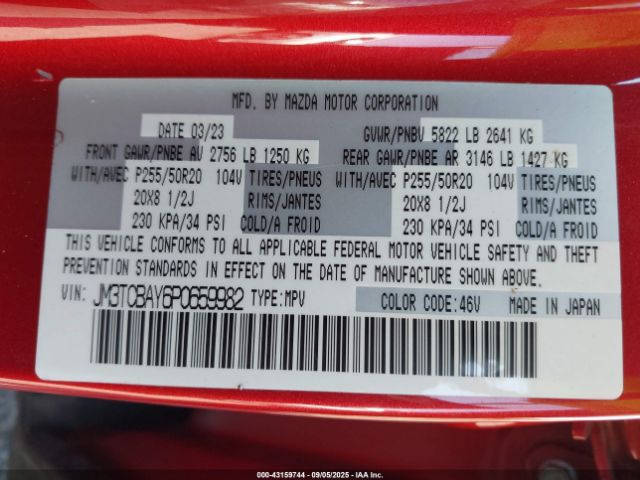 MFD. BY MAZDA MOTOR CORPORATION
DATE 03/23 GVWR/PNBV 5822 LB 2641 KG
FRONT GAWR/PNBE AV 2756 LB 1250 KG REAR GAWR/PNBE AR 3146 LB 1427 KG
WITH/AVEC P255/50R20 104V TIRES/PNEUS WITH/AVEC P255/50R20 104V TIRES/PNEUS
20X8 1/2J RIMS/JANTES 20X8 1/2J RIMS/JANTES
230 KPA/34 PSI COLD/A FROID 230 KPA/34 PSI COLD/A FROID
THIS VEHICLE CONFORMS TO ALL APPLICABLE FEDERAL MOTOR VEHICLE SAFETY AND THEFT
PREVENTION STANDARDS IN EFFECT ON THE DATE OF MANUFACTURE SHOWN ABOVE.
VIN: JM3TCBAY6P0659982 TYPE:MPV COLOR CODE:46V MADE IN JAPAN
000-43159744 - 09/05/2025 - IAA Inc.